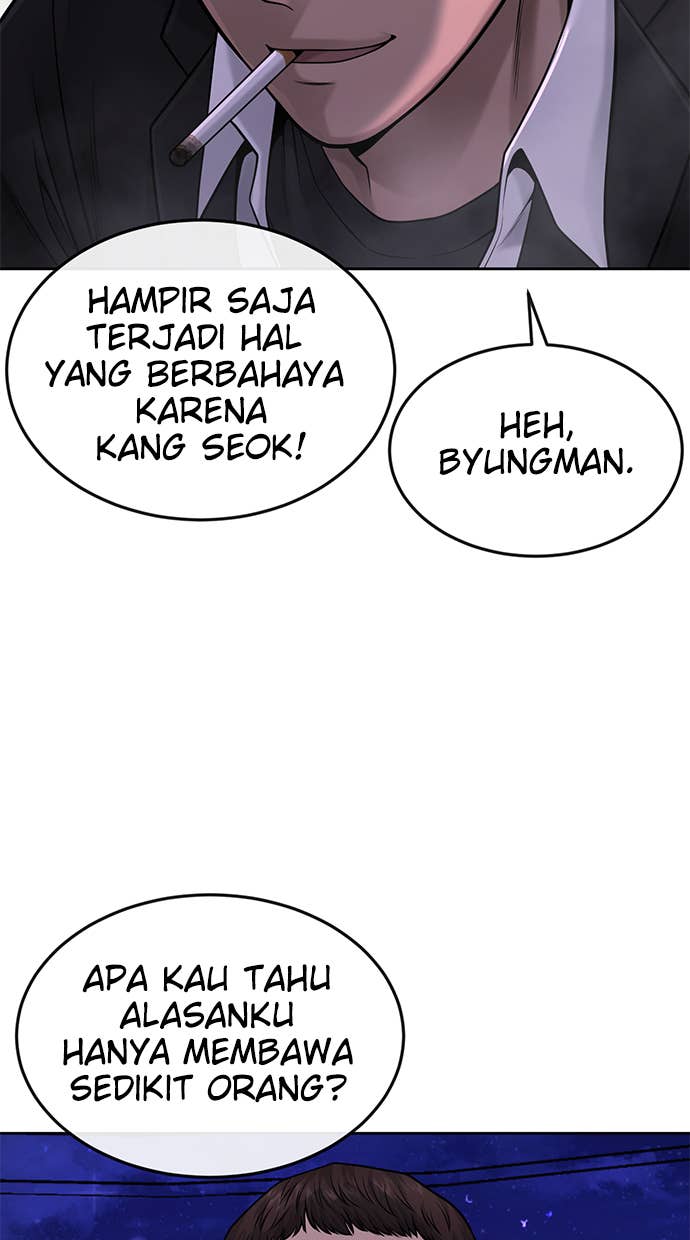 HAMPIR SAJA
TERJADI HAL
YANG BERBAHAYA
KARENA
KANG SEOK!
HEH,
BYUNGMAN.
APA KAU TAHU
ALASANKU
HANYA MEMBAWA
SEDIKIT ORANG?